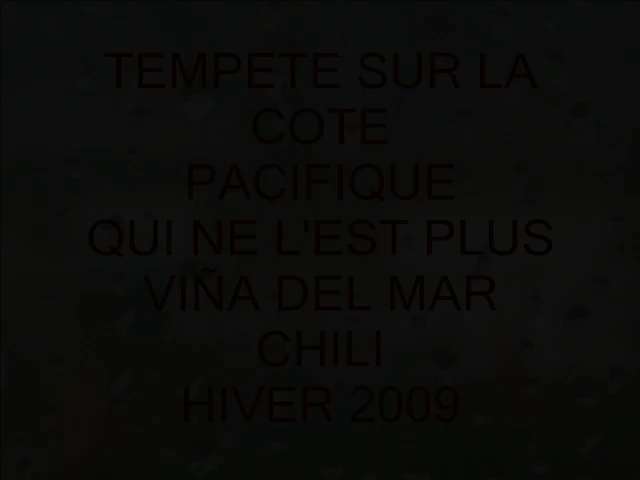 TEMPETE SUR LA
COTE
PACIFIQUE
QUI NE L'EST PLUS
VIÑA DEL MAR
CHILI
HIVER 2009